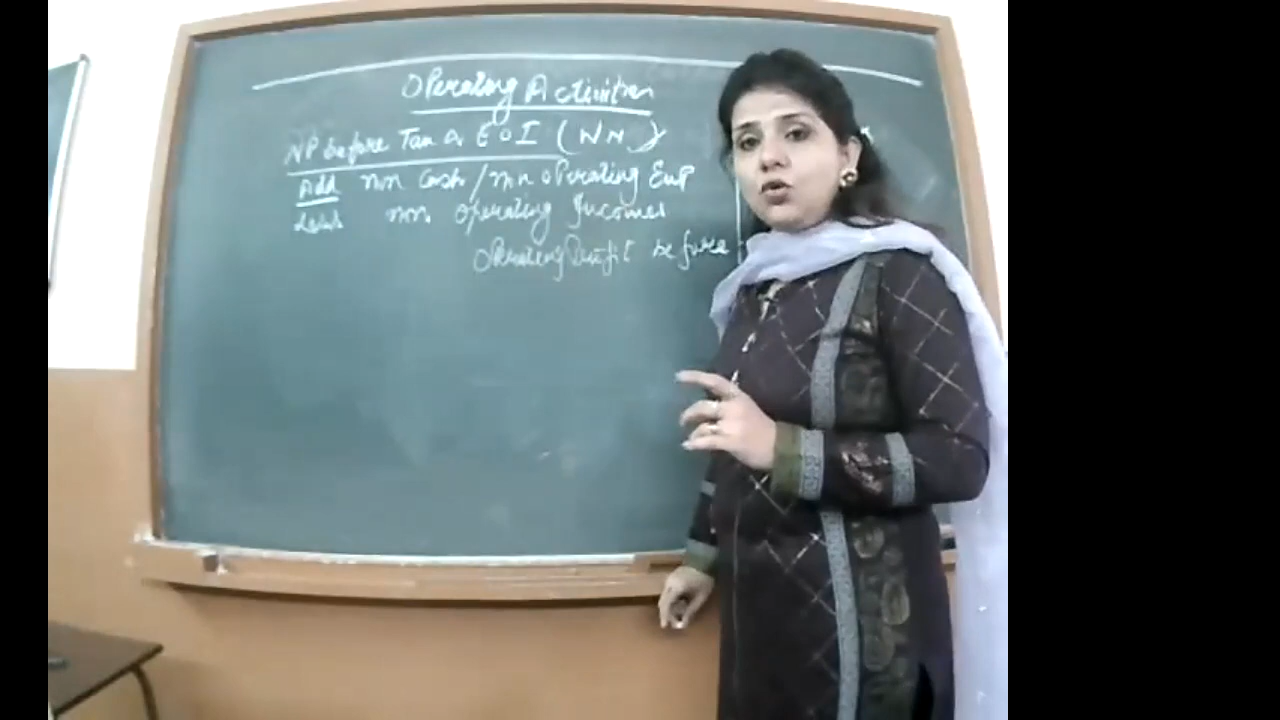 Operating Activities
NP before Tax & EOI (WN)
Add non cash / non operating Exp
Less non operating Incomes
Operating Profit before